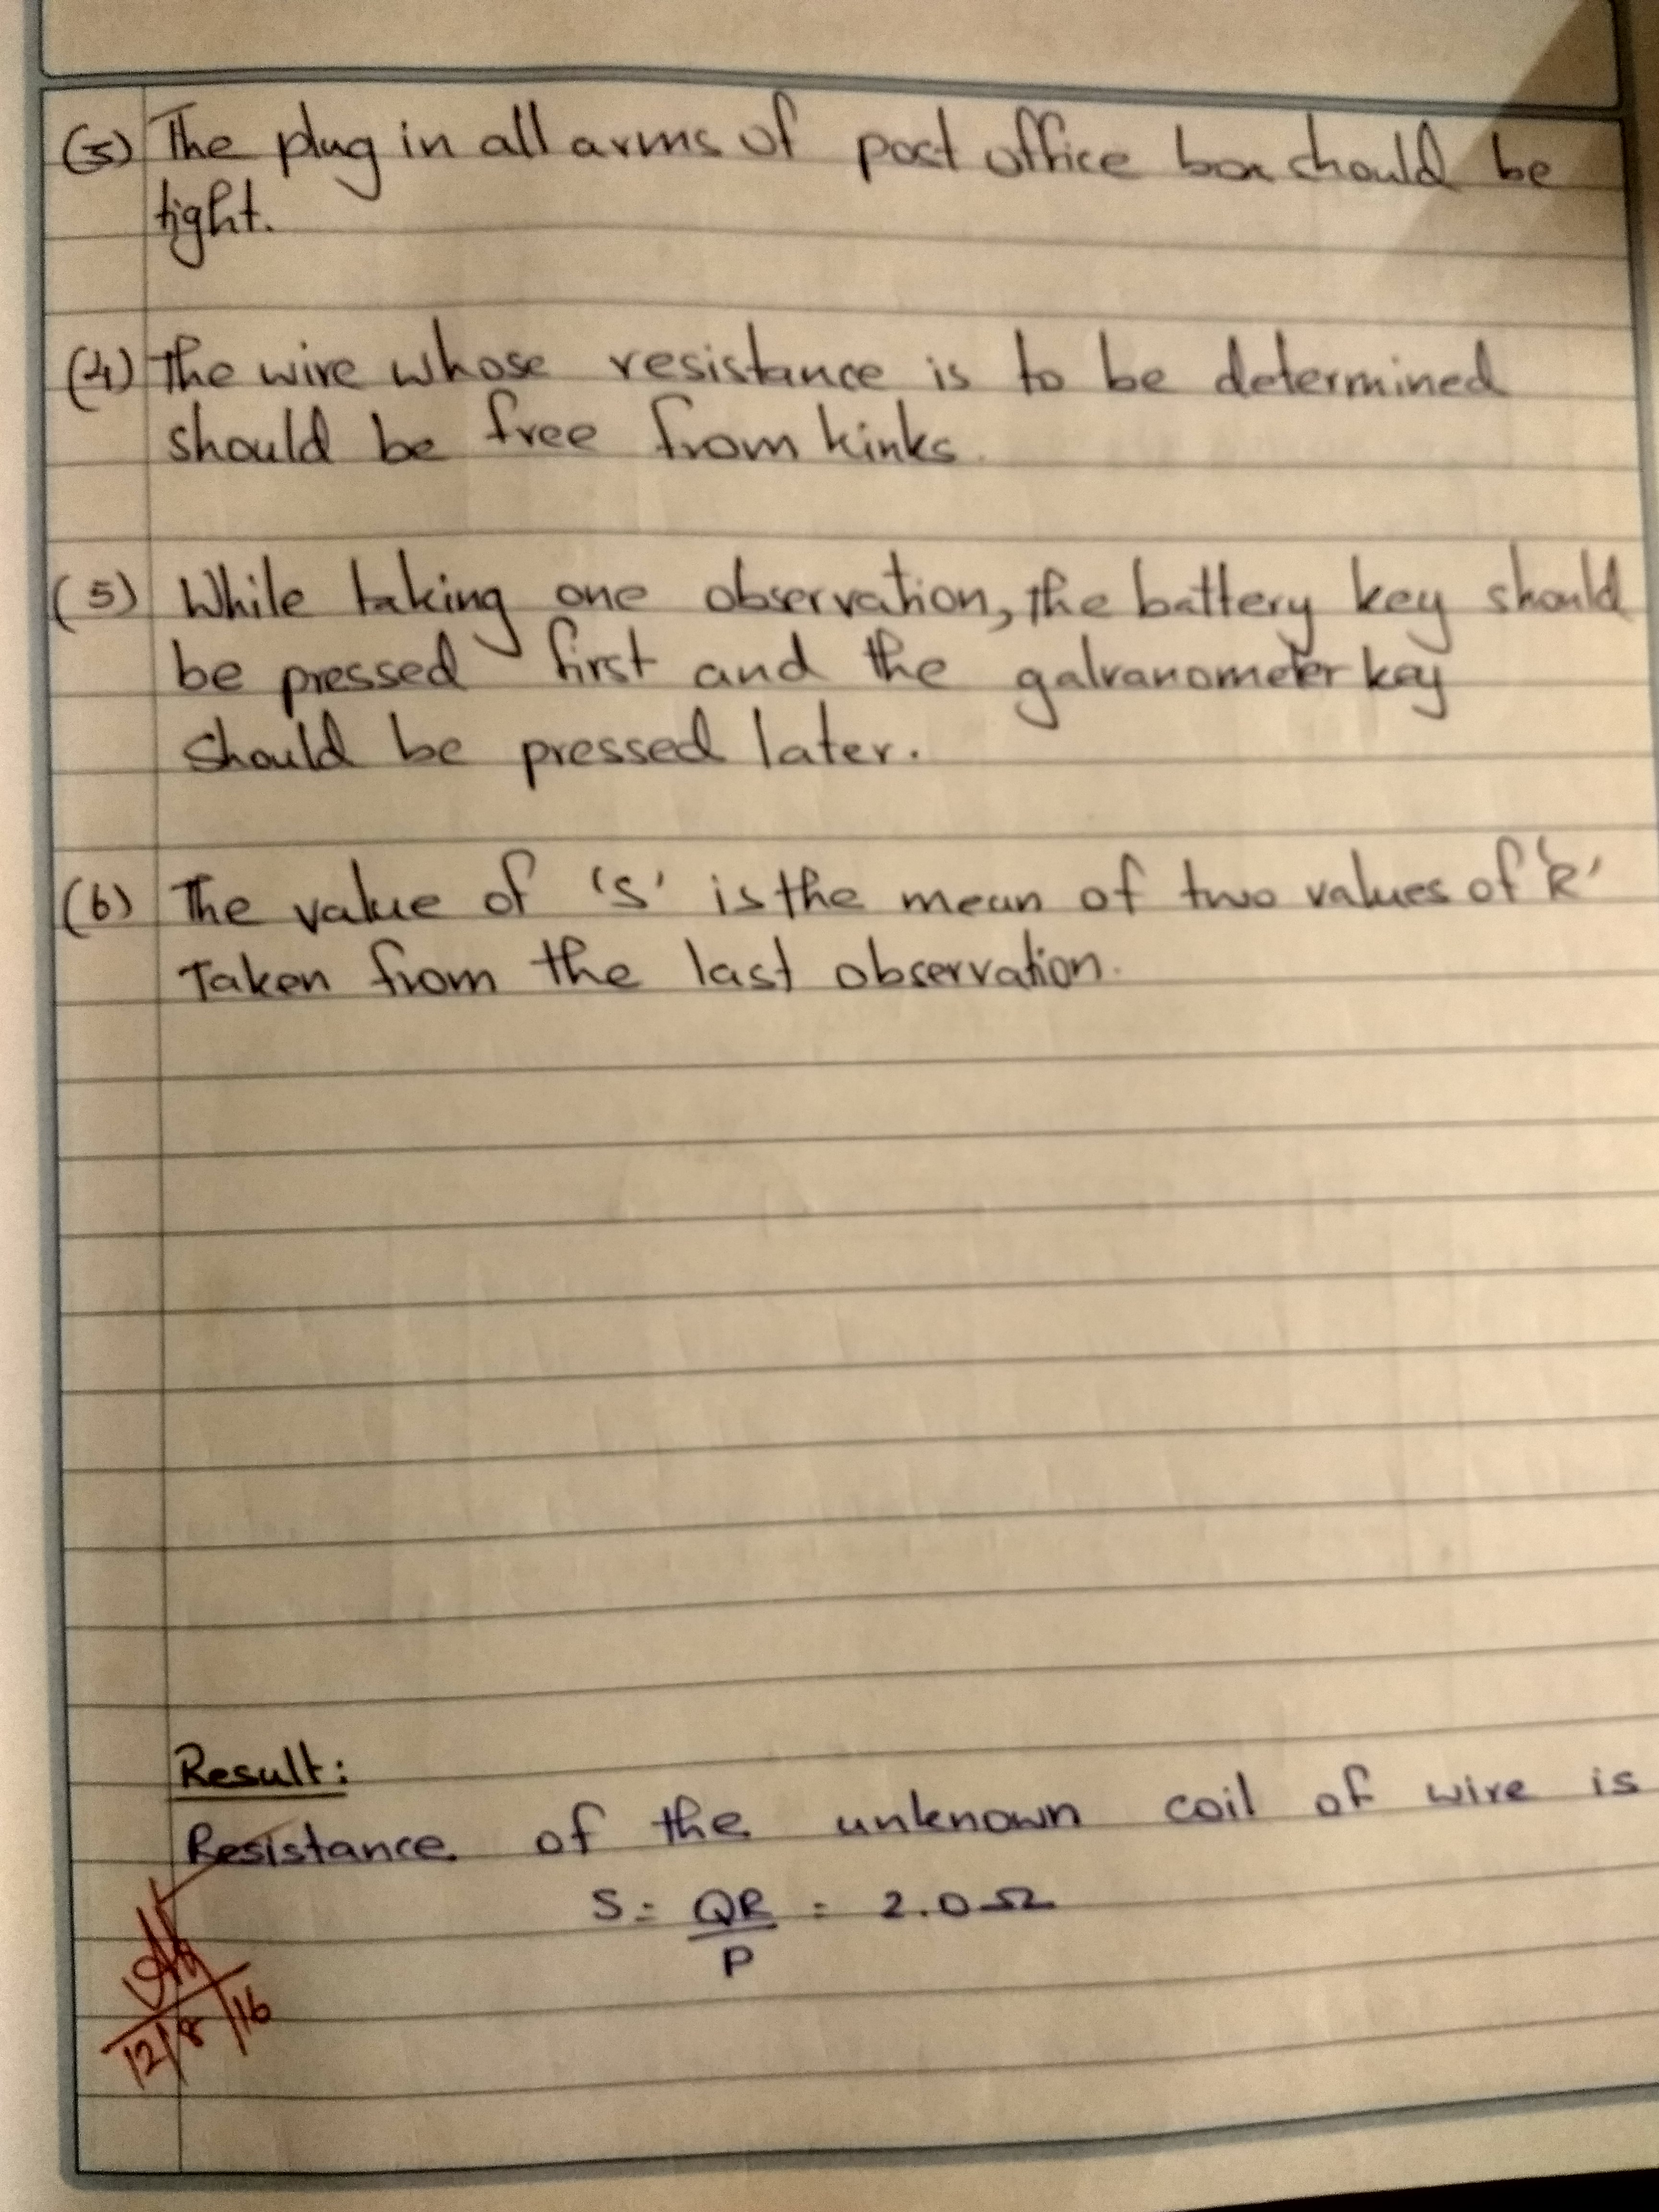 (3) The plug in all arms of post office box should be
tight.
(4) The wire whose resistance is to be determined
should be free from kinks.
(5) While taking one observation, the battery key should
be pressed first and the galvanometer key
should be pressed later.
(6) The value of 'S' is the mean of two values of 'R'
Taken from the last observation.
Result:
Resistance of the unknown coil of wire is
S = QR/P = 2.0 Ω
12/8/16